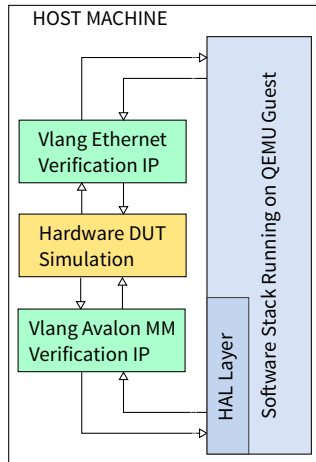 HOST MACHINE
Vlang Ethernet
Verification IP
Hardware DUT
Simulation
Vlang Avalon MM
Verification IP
HAL Layer
Software Stack Running on QEMU Guest